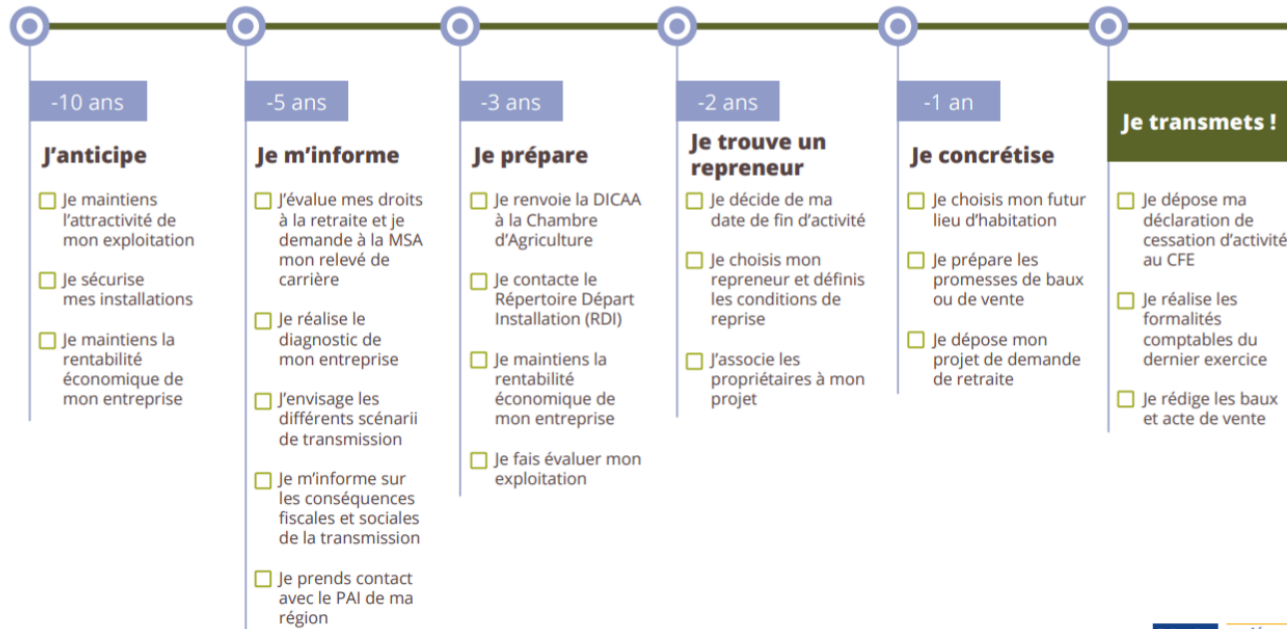 -10 ans
J'anticipe
Je maintiens
l'attractivité de
mon exploitation
Je sécurise
mes installations
Je maintiens la
rentabilité
économique de
mon entreprise
-5 ans
Je m'informe
J'évalue mes droits
à la retraite et je
demande à la MSA
mon relevé de
carrière
Je réalise le
diagnostic de
mon entreprise
J'envisage les
différents scénarii
de transmission
Je m'informe sur
les conséquences
fiscales et sociales
de la transmission
Je prends contact
avec le PAI de ma
région
-3 ans
Je prépare
Je renvoie la DICAA
à la Chambre
d'Agriculture
Je contacte le
Répertoire Départ
Installation (RDI)
Je maintiens la
rentabilité
économique de
mon entreprise
Je fais évaluer mon
exploitation
-2 ans
Je trouve un
repreneur
Je décide de ma
date de fin d'activité
Je choisis mon
repreneur et définis
les conditions de
reprise
J'associe les
propriétaires à mon
projet
-1 an
Je concrétise
Je choisis mon futur
lieu d'habitation
Je prépare les
promesses de baux
ou de vente
Je dépose mon
projet de demande
de retraite
Je transmets !
Je dépose ma
déclaration de
cessation d'activité
au CFE
Je réalise les
formalités
comptables du
dernier exercice
Je rédige les baux
et acte de vente